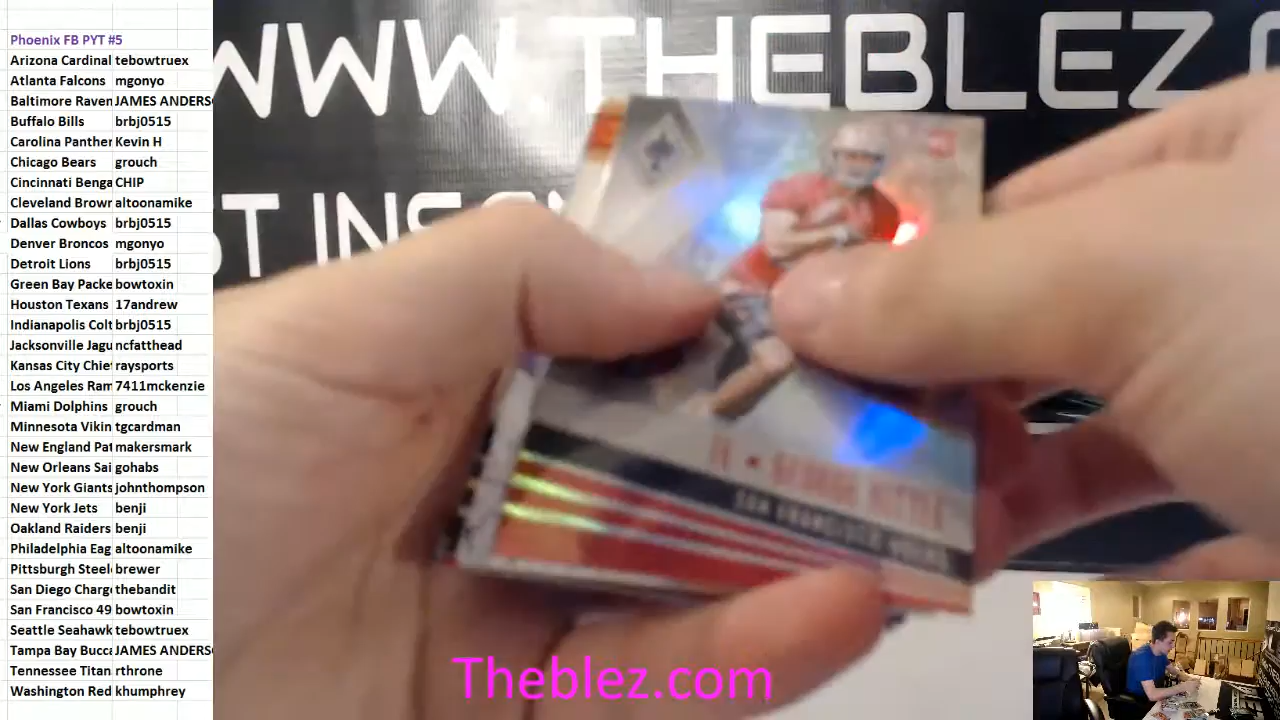 Phoenix FB PYT #5
Arizona Cardinal tebowtruex
Atlanta Falcons mgonyo
Baltimore Raven JAMES ANDERS
Buffalo Bills brbj0515
Carolina Panther Kevin H
Chicago Bears grouch
Cincinnati Benga CHIP
Cleveland Brown altoonamike
Dallas Cowboys brbj0515
Denver Broncos mgonyo
Detroit Lions brbj0515
Green Bay Packe bowtoxin
Houston Texans 17andrew
Indianapolis Colt brbj0515
Jacksonville Jagu ncfatthead
Kansas City Chief raysports
Los Angeles Ram 7411mckenzie
Miami Dolphins grouch
Minnesota Vikin tgcardman
New England Pat makersmark
New Orleans Sai gohabs
New York Giants johnthompson
New York Jets benji
Oakland Raiders benji
Philadelphia Eag altoonamike
Pittsburgh Steele brewer
San Diego Charge thebandit
San Francisco 49 bowtoxin
Seattle Seahawk tebowtruex
Tampa Bay Bucca JAMES ANDERS
Tennessee Titan rthrone
Washington Red khumphrey
WWW.THEBLEZ.C
SAN FRANCISCO 49ERS
Theblez.com